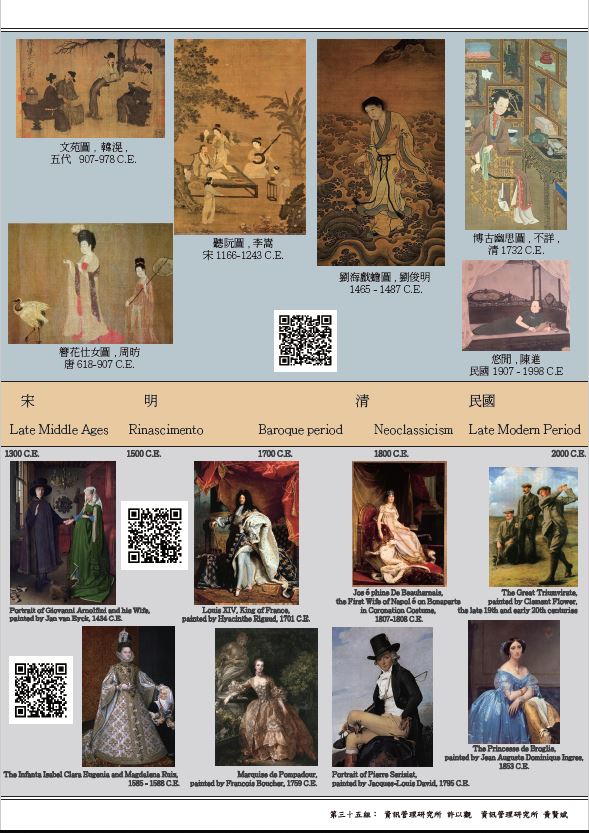 文苑圖 , 韓滉 ,
五代 907-978 C.E.
聽阮圖 , 李嵩
宋 1166-1243 C.E.
劉海戲蟾圖 , 劉俊明
1465 - 1487 C.E.
博古幽思圖 , 不詳 ,
清 1732 C.E.
簪花仕女圖 , 周昉
唐 618-907 C.E.
悠閒 , 陳進
民國 1907 - 1998 C.E
宋 明 清 民國
Late Middle Ages Rinascimento Baroque period Neoclassicism Late Modern Period
1300 C.E. 1500 C.E. 1700 C.E. 1800 C.E. 2000 C.E.
Portrait of Giovanni Arnolfini and his Wife,
painted by Jan van Eyck, 1434 C.E.
Louis XIV, King of France,
painted by Hyacinthe Rigaud, 1701 C.E.
Jos é phine De Beauharnais,
the First Wife of Napol é on Bonaparte
in Coronation Costume,
1807-1808 C.E.
The Great Triumvirate,
painted by Clement Flower,
the late 19th and early 20th centuries
The Infanta Isabel Clara Eugenia and Magdalena Ruiz,
1585 - 1588 C.E.
Marquise de Pompadour,
painted by François Boucher, 1759 C.E.
Portrait of Pierre Seriziat,
painted by Jacques-Louis David, 1795 C.E.
The Princesse de Broglie,
painted by Jean Auguste Dominique Ingres,
1853 C.E.
第三十五組： 資訊管理研究所 許以觀 資訊管理研究所 黃賢斌